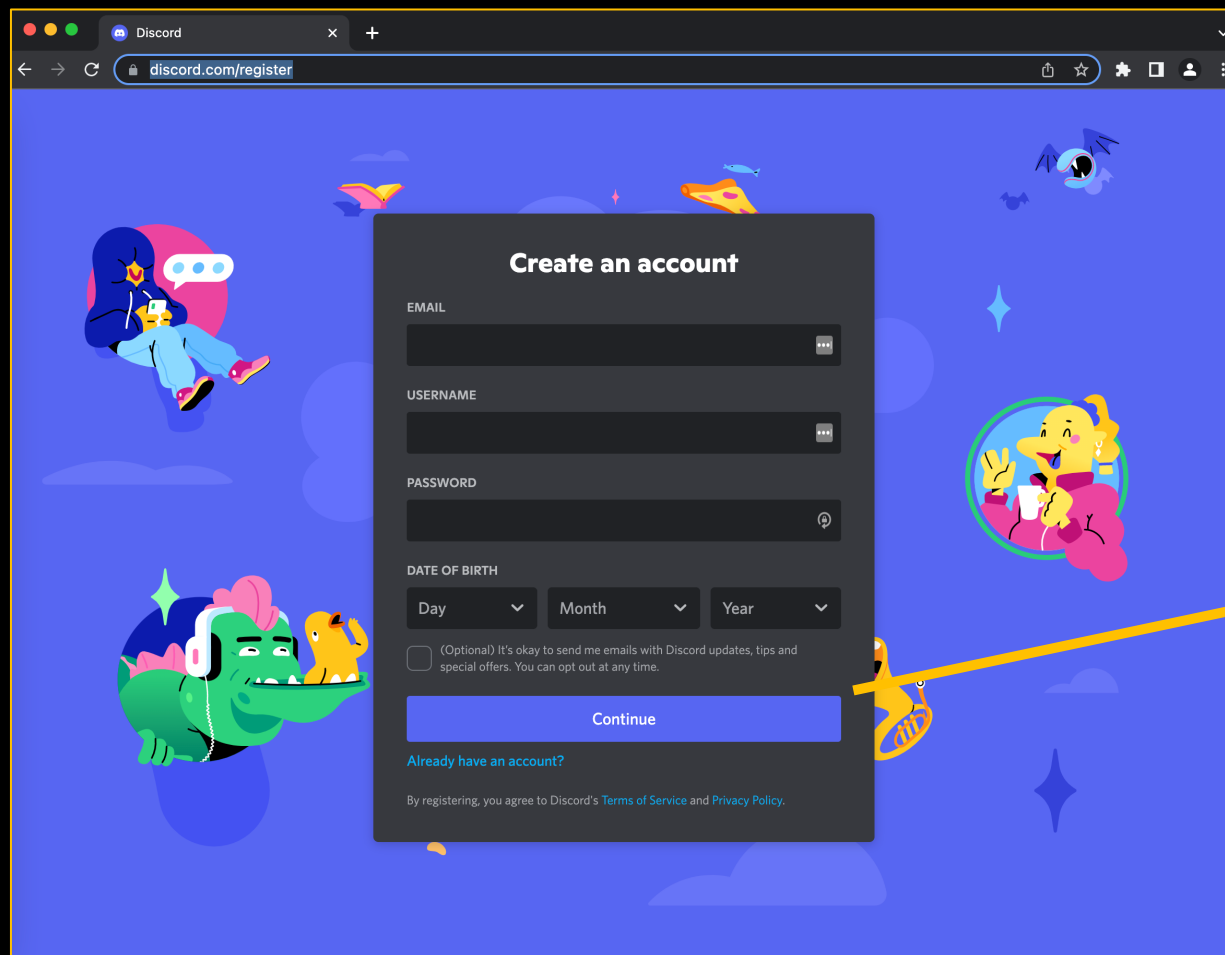 Discord
discord.com/register
Create an account
EMAIL
USERNAME
PASSWORD
DATE OF BIRTH
Day Month Year
(Optional) It's okay to send me emails with Discord updates, tips and
special offers. You can opt out at any time.
Continue
Already have an account?
By registering, you agree to Discord's Terms of Service and Privacy Policy.